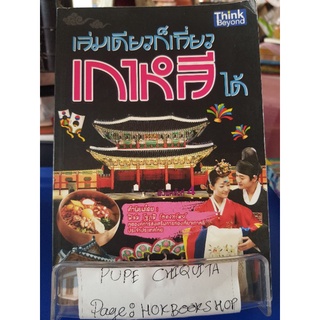 Think
Beyond
เล่มเดียวก็เที่ยว
เกาหลี ได้
PUPE CHIQUITA
Page: HOKBOOKSHOP